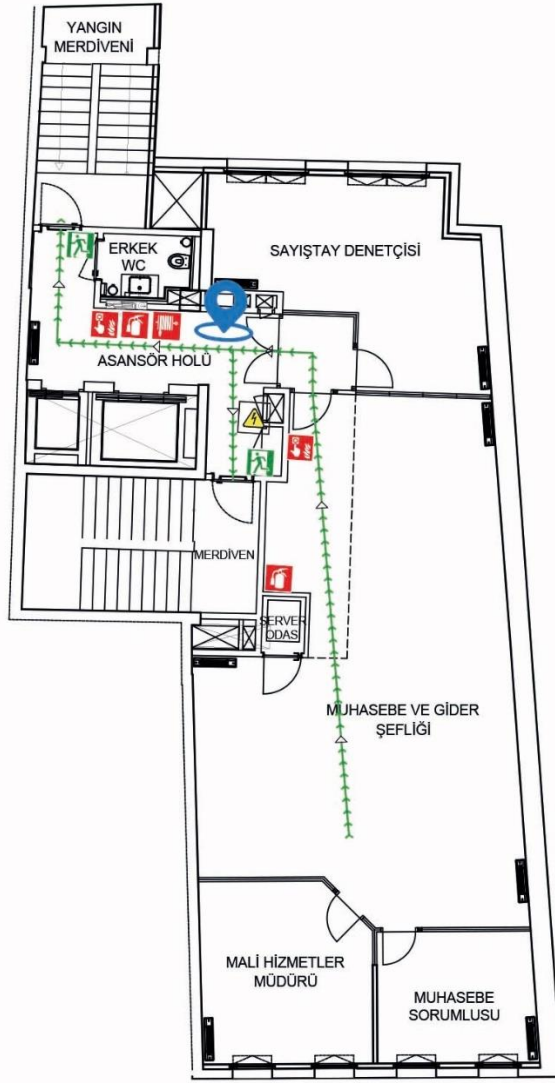 YANGIN
MERDİVENİ
ERKEK
WC
SAYIŞTAY DENETÇİSİ
ASANSÖR HOLÜ
MERDİVEN
SERVER
ODAS
MUHASEBE VE GİDER
ŞEFLİĞİ
MALİ HİZMETLER
MÜDÜRÜ
MUHASEBE
SORUMLUSU